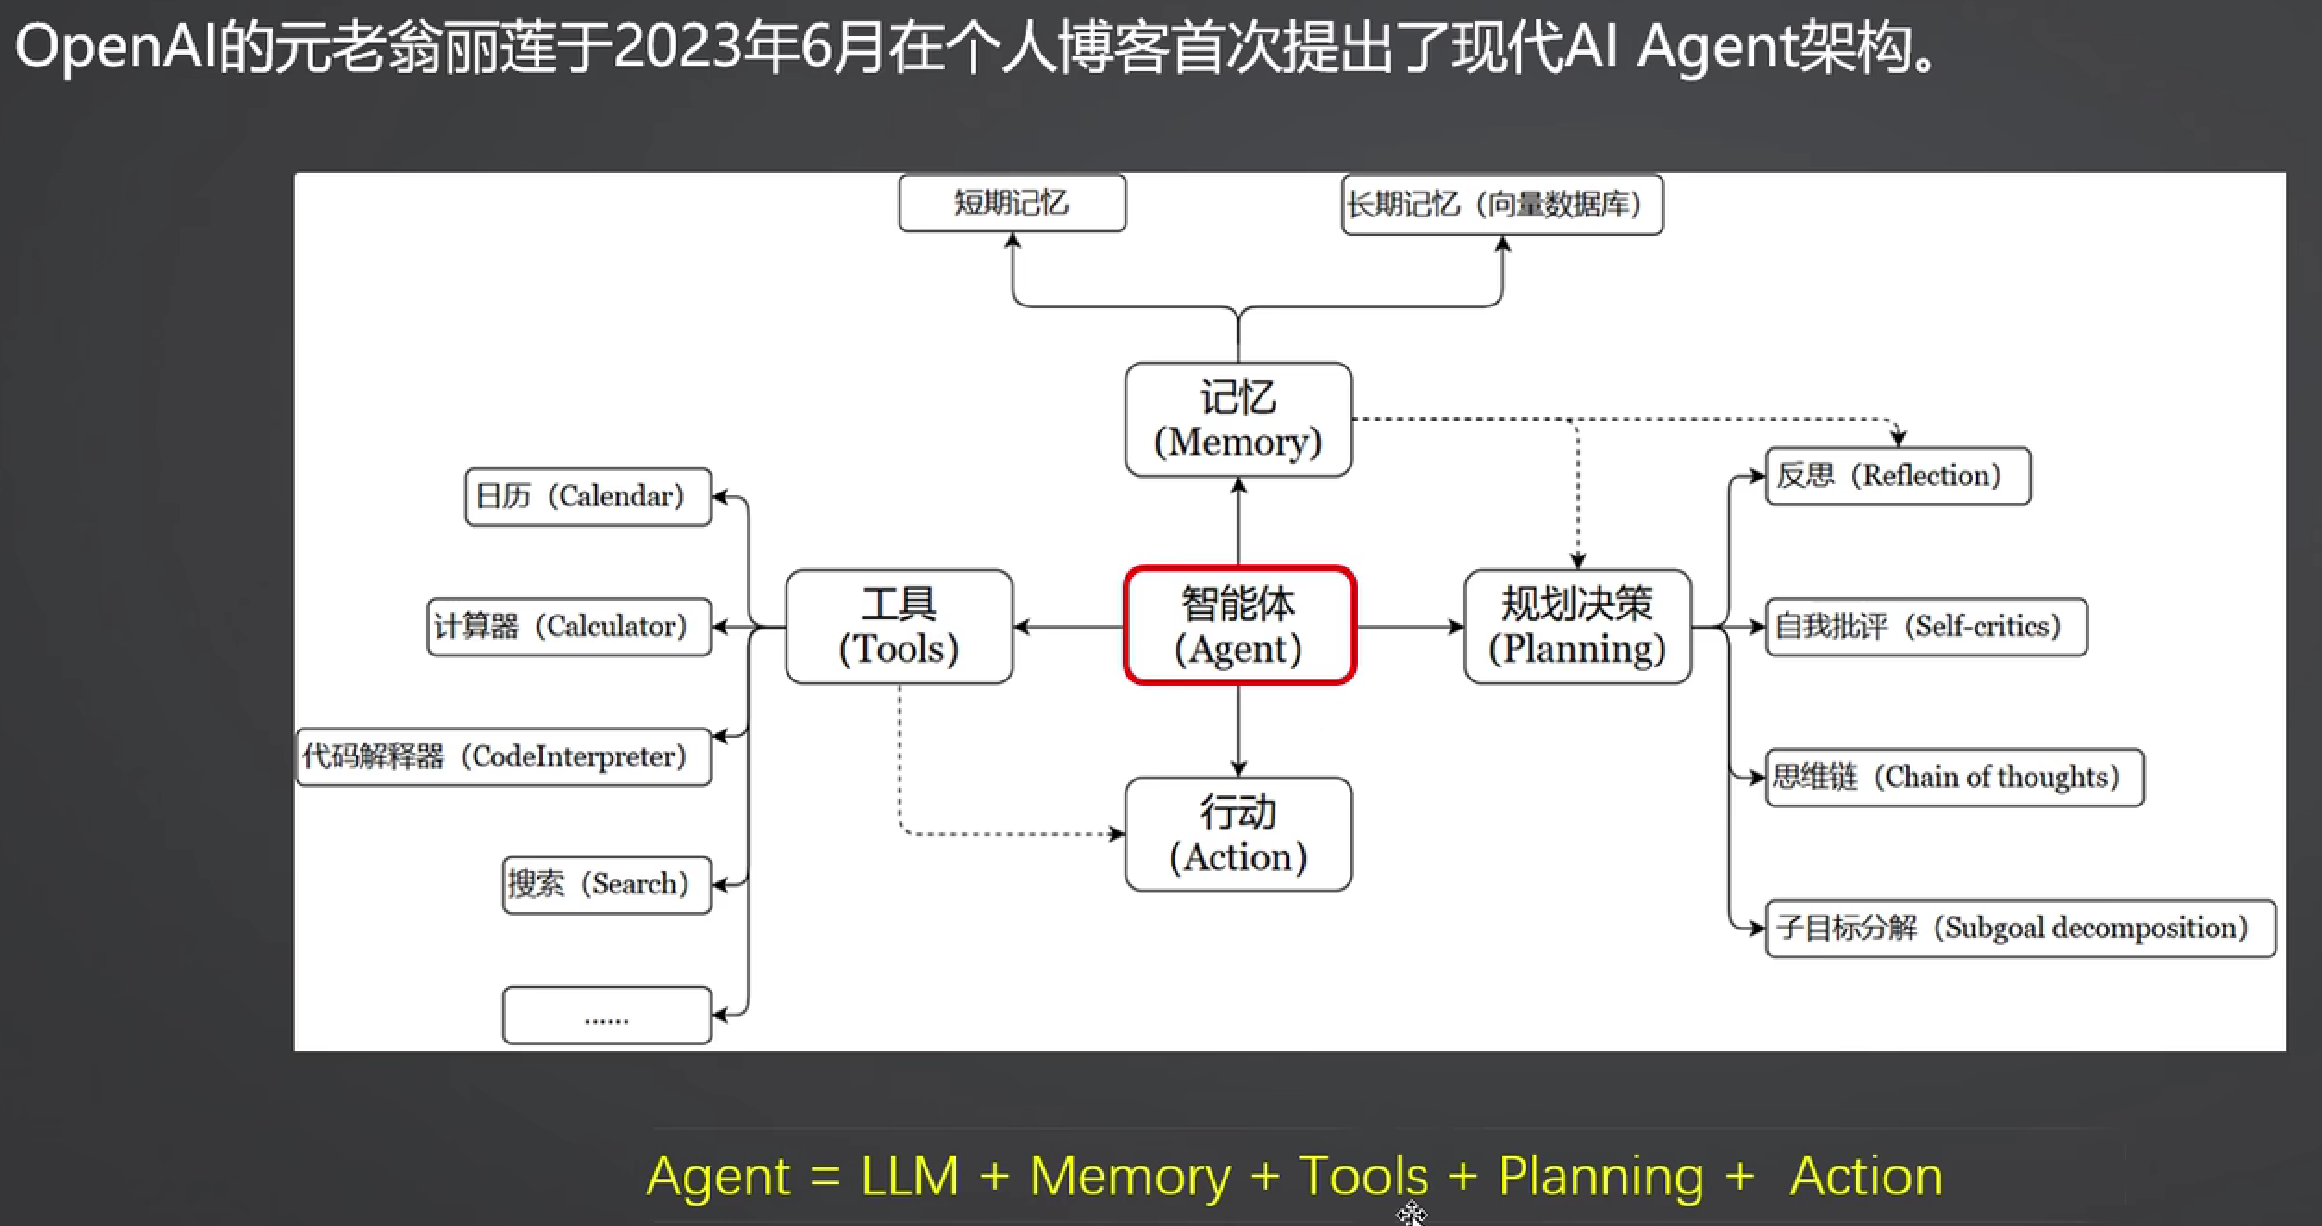 OpenAI的元老翁丽莲于2023年6月在个人博客首次提出了现代AI Agent架构。
短期记忆
长期记忆（向量数据库）
记忆
(Memory)
日历（Calendar）
计算器（Calculator）
代码解释器（CodeInterpreter）
搜索（Search）
......
工具
(Tools)
智能体
(Agent)
规划决策
(Planning)
反思（Reflection）
自我批评（Self-critics）
思维链（Chain of thoughts）
子目标分解（Subgoal decomposition）
行动
(Action)
Agent = LLM + Memory + Tools + Planning + Action